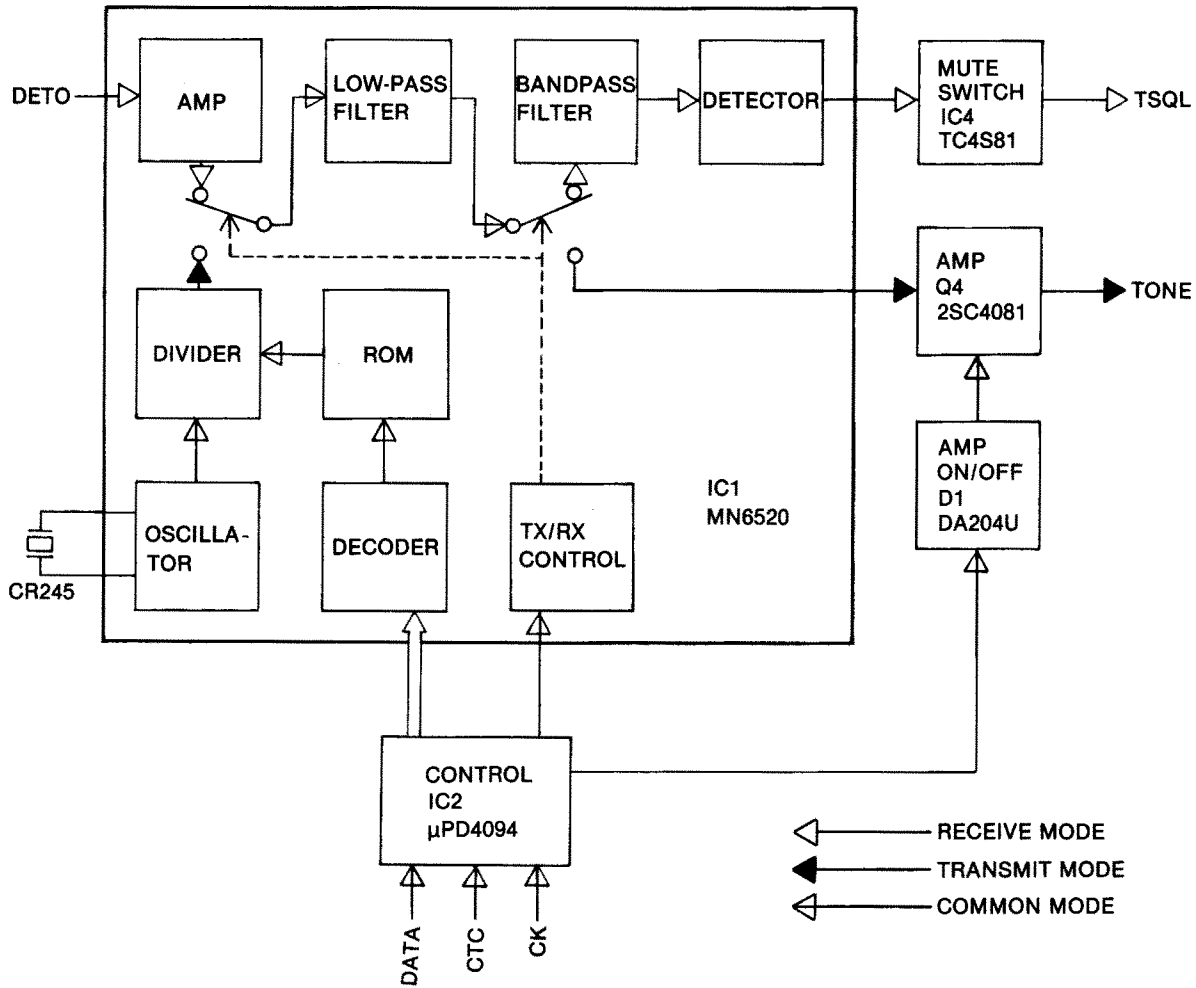 DETO
AMP
LOW-PASS
FILTER
BANDPASS
FILTER
DETECTOR
MUTE
SWITCH
IC4
TC4S81
TSQL
DIVIDER
ROM
AMP
Q4
2SC4081
TONE
OSCILLA-
TOR
CR245
DECODER
TX/RX
CONTROL
IC1
MN6520
AMP
ON/OFF
D1
DA204U
CONTROL
IC2
µPD4094
DATA
CTC
CK
RECEIVE MODE
TRANSMIT MODE
COMMON MODE